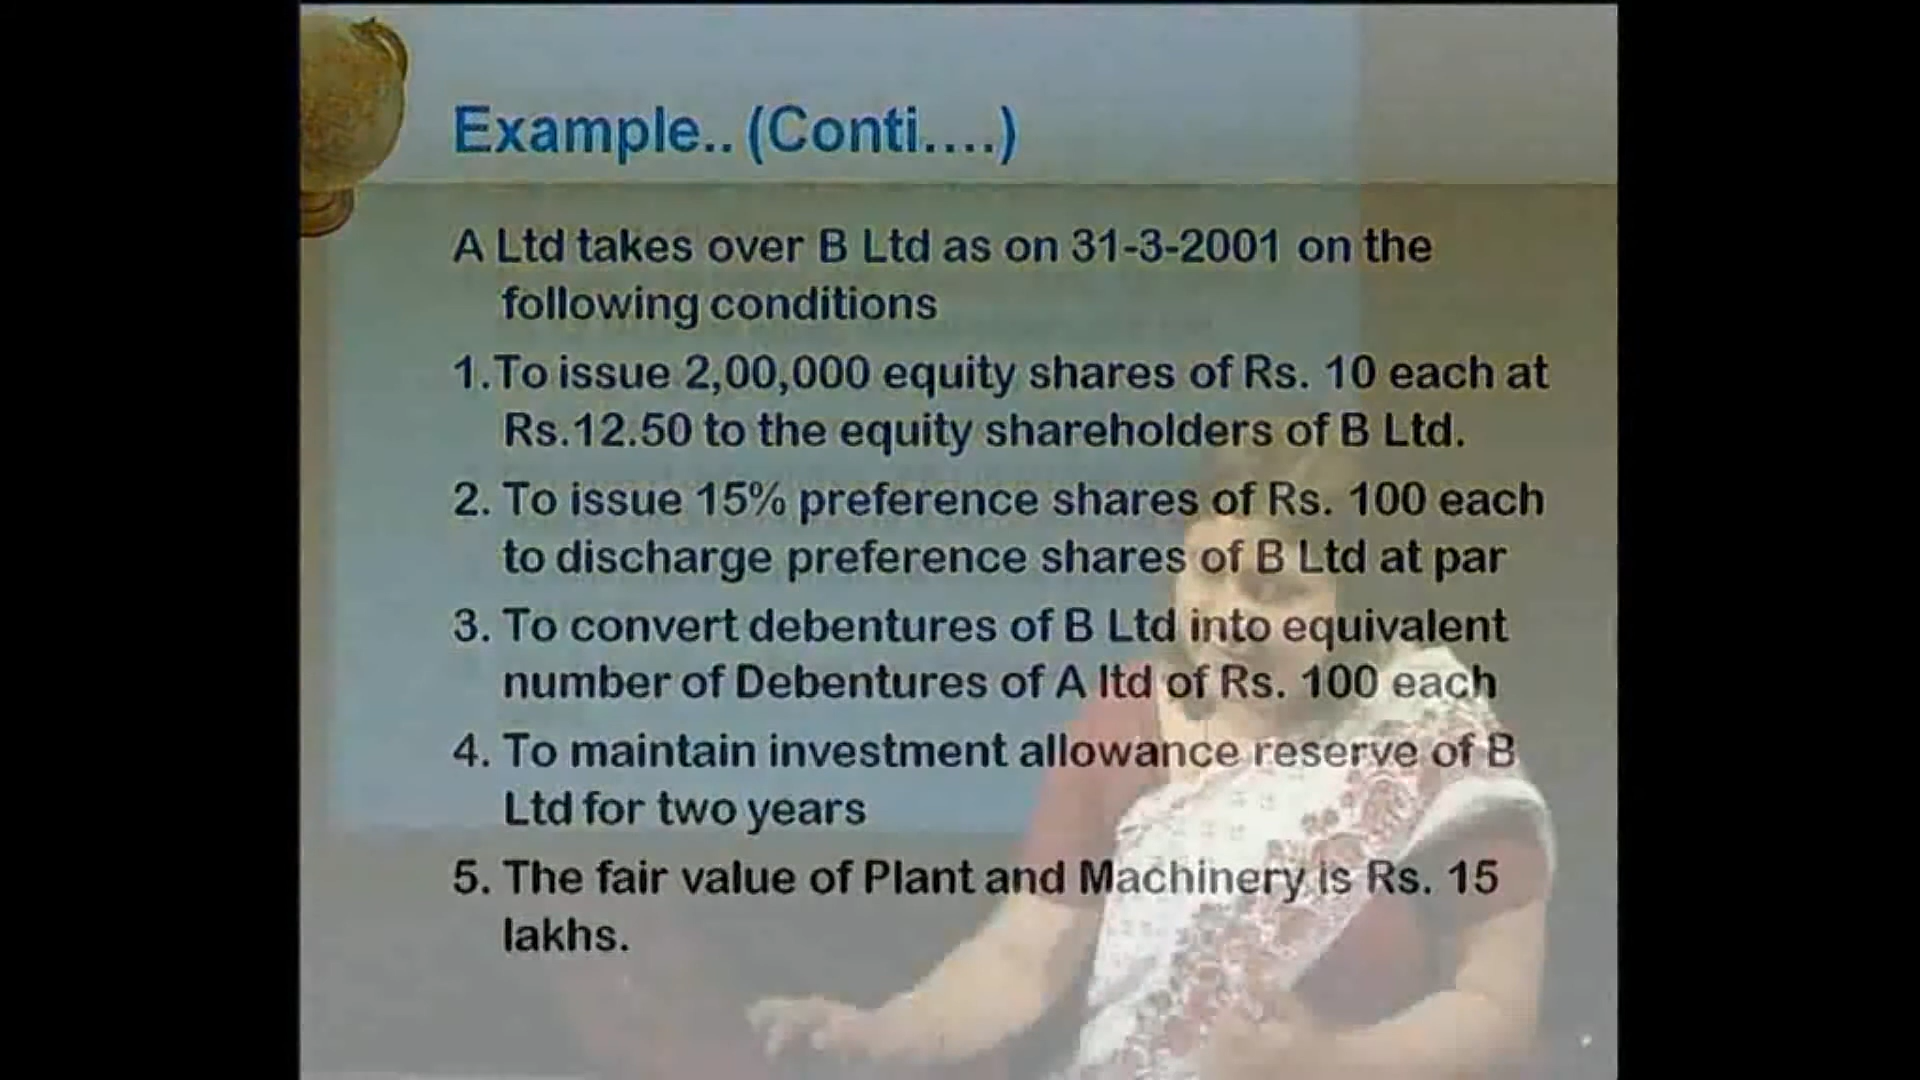 Example.. (Conti....)
A Ltd takes over B Ltd as on 31-3-2001 on the
following conditions
1.To issue 2,00,000 equity shares of Rs. 10 each at
Rs.12.50 to the equity shareholders of B Ltd.
2. To issue 15% preference shares of Rs. 100 each
to discharge preference shares of B Ltd at par
3. To convert debentures of B Ltd into equivalent
number of Debentures of A ltd of Rs. 100 each
4. To maintain investment allowance reserve of B
Ltd for two years
5. The fair value of Plant and Machinery is Rs. 15
lakhs.